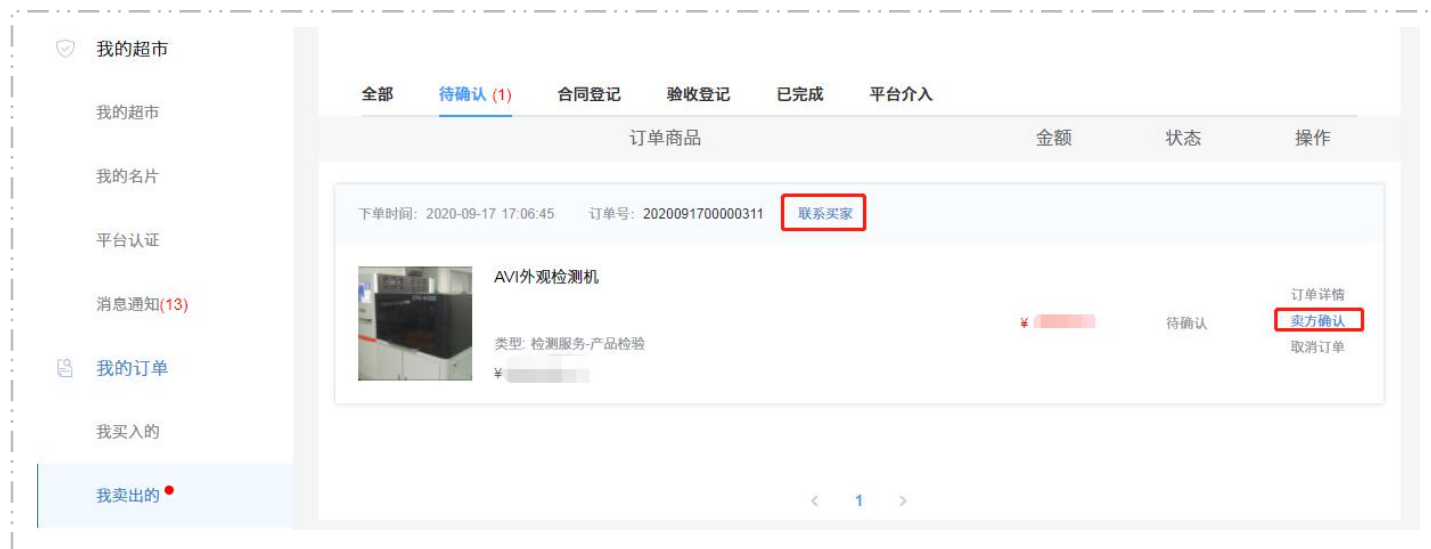 我的超市
我的超市
我的名片
平台认证
消息通知(13)
我的订单
我买入的
我卖出的
全部 待确认 (1) 合同登记 验收登记 已完成 平台介入
订单商品 金额 状态 操作
下单时间: 2020-09-17 17:06:45 订单号: 2020091700000311 联系买家
AVI外观检测机
类型: 检测服务-产品检验
¥
¥
待确认
订单详情
卖方确认
取消订单
< 1 >